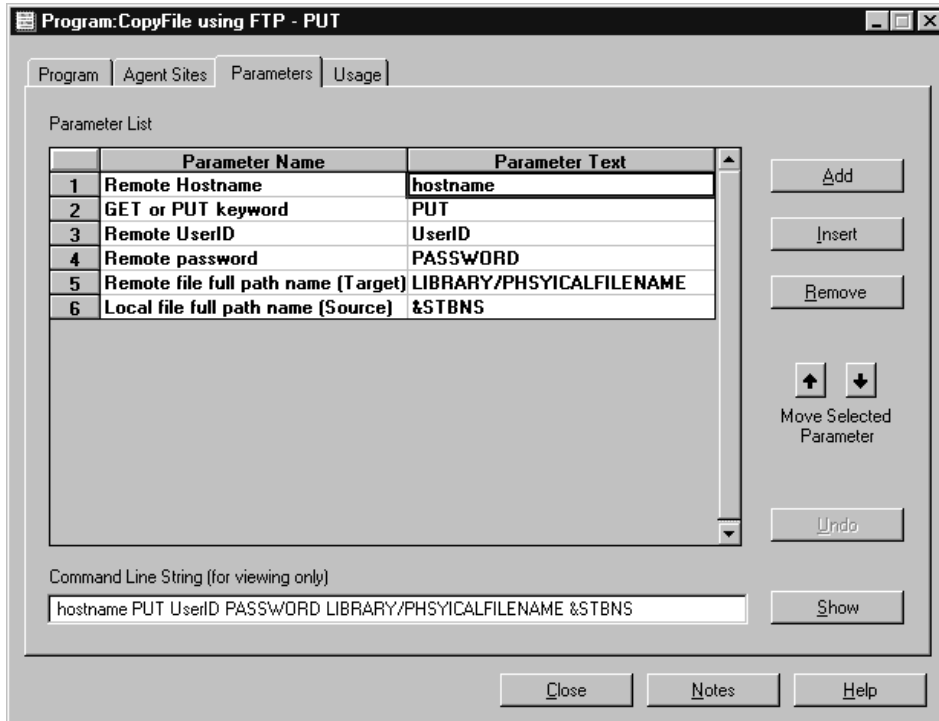 Program:CopyFile using FTP - PUT
Program Agent Sites Parameters Usage
Parameter List
Parameter Name Parameter Text
1 Remote Hostname hostname
2 GET or PUT keyword PUT
3 Remote UserID UserID
4 Remote password PASSWORD
5 Remote file full path name (Target) LIBRARY/PHSYICALFILENAME
6 Local file full path name (Source) &STBNS
Add
Insert
Remove
Move Selected
Parameter
Undo
Command Line String (for viewing only)
hostname PUT UserID PASSWORD LIBRARY/PHSYICALFILENAME &STBNS
Show
Close Notes Help